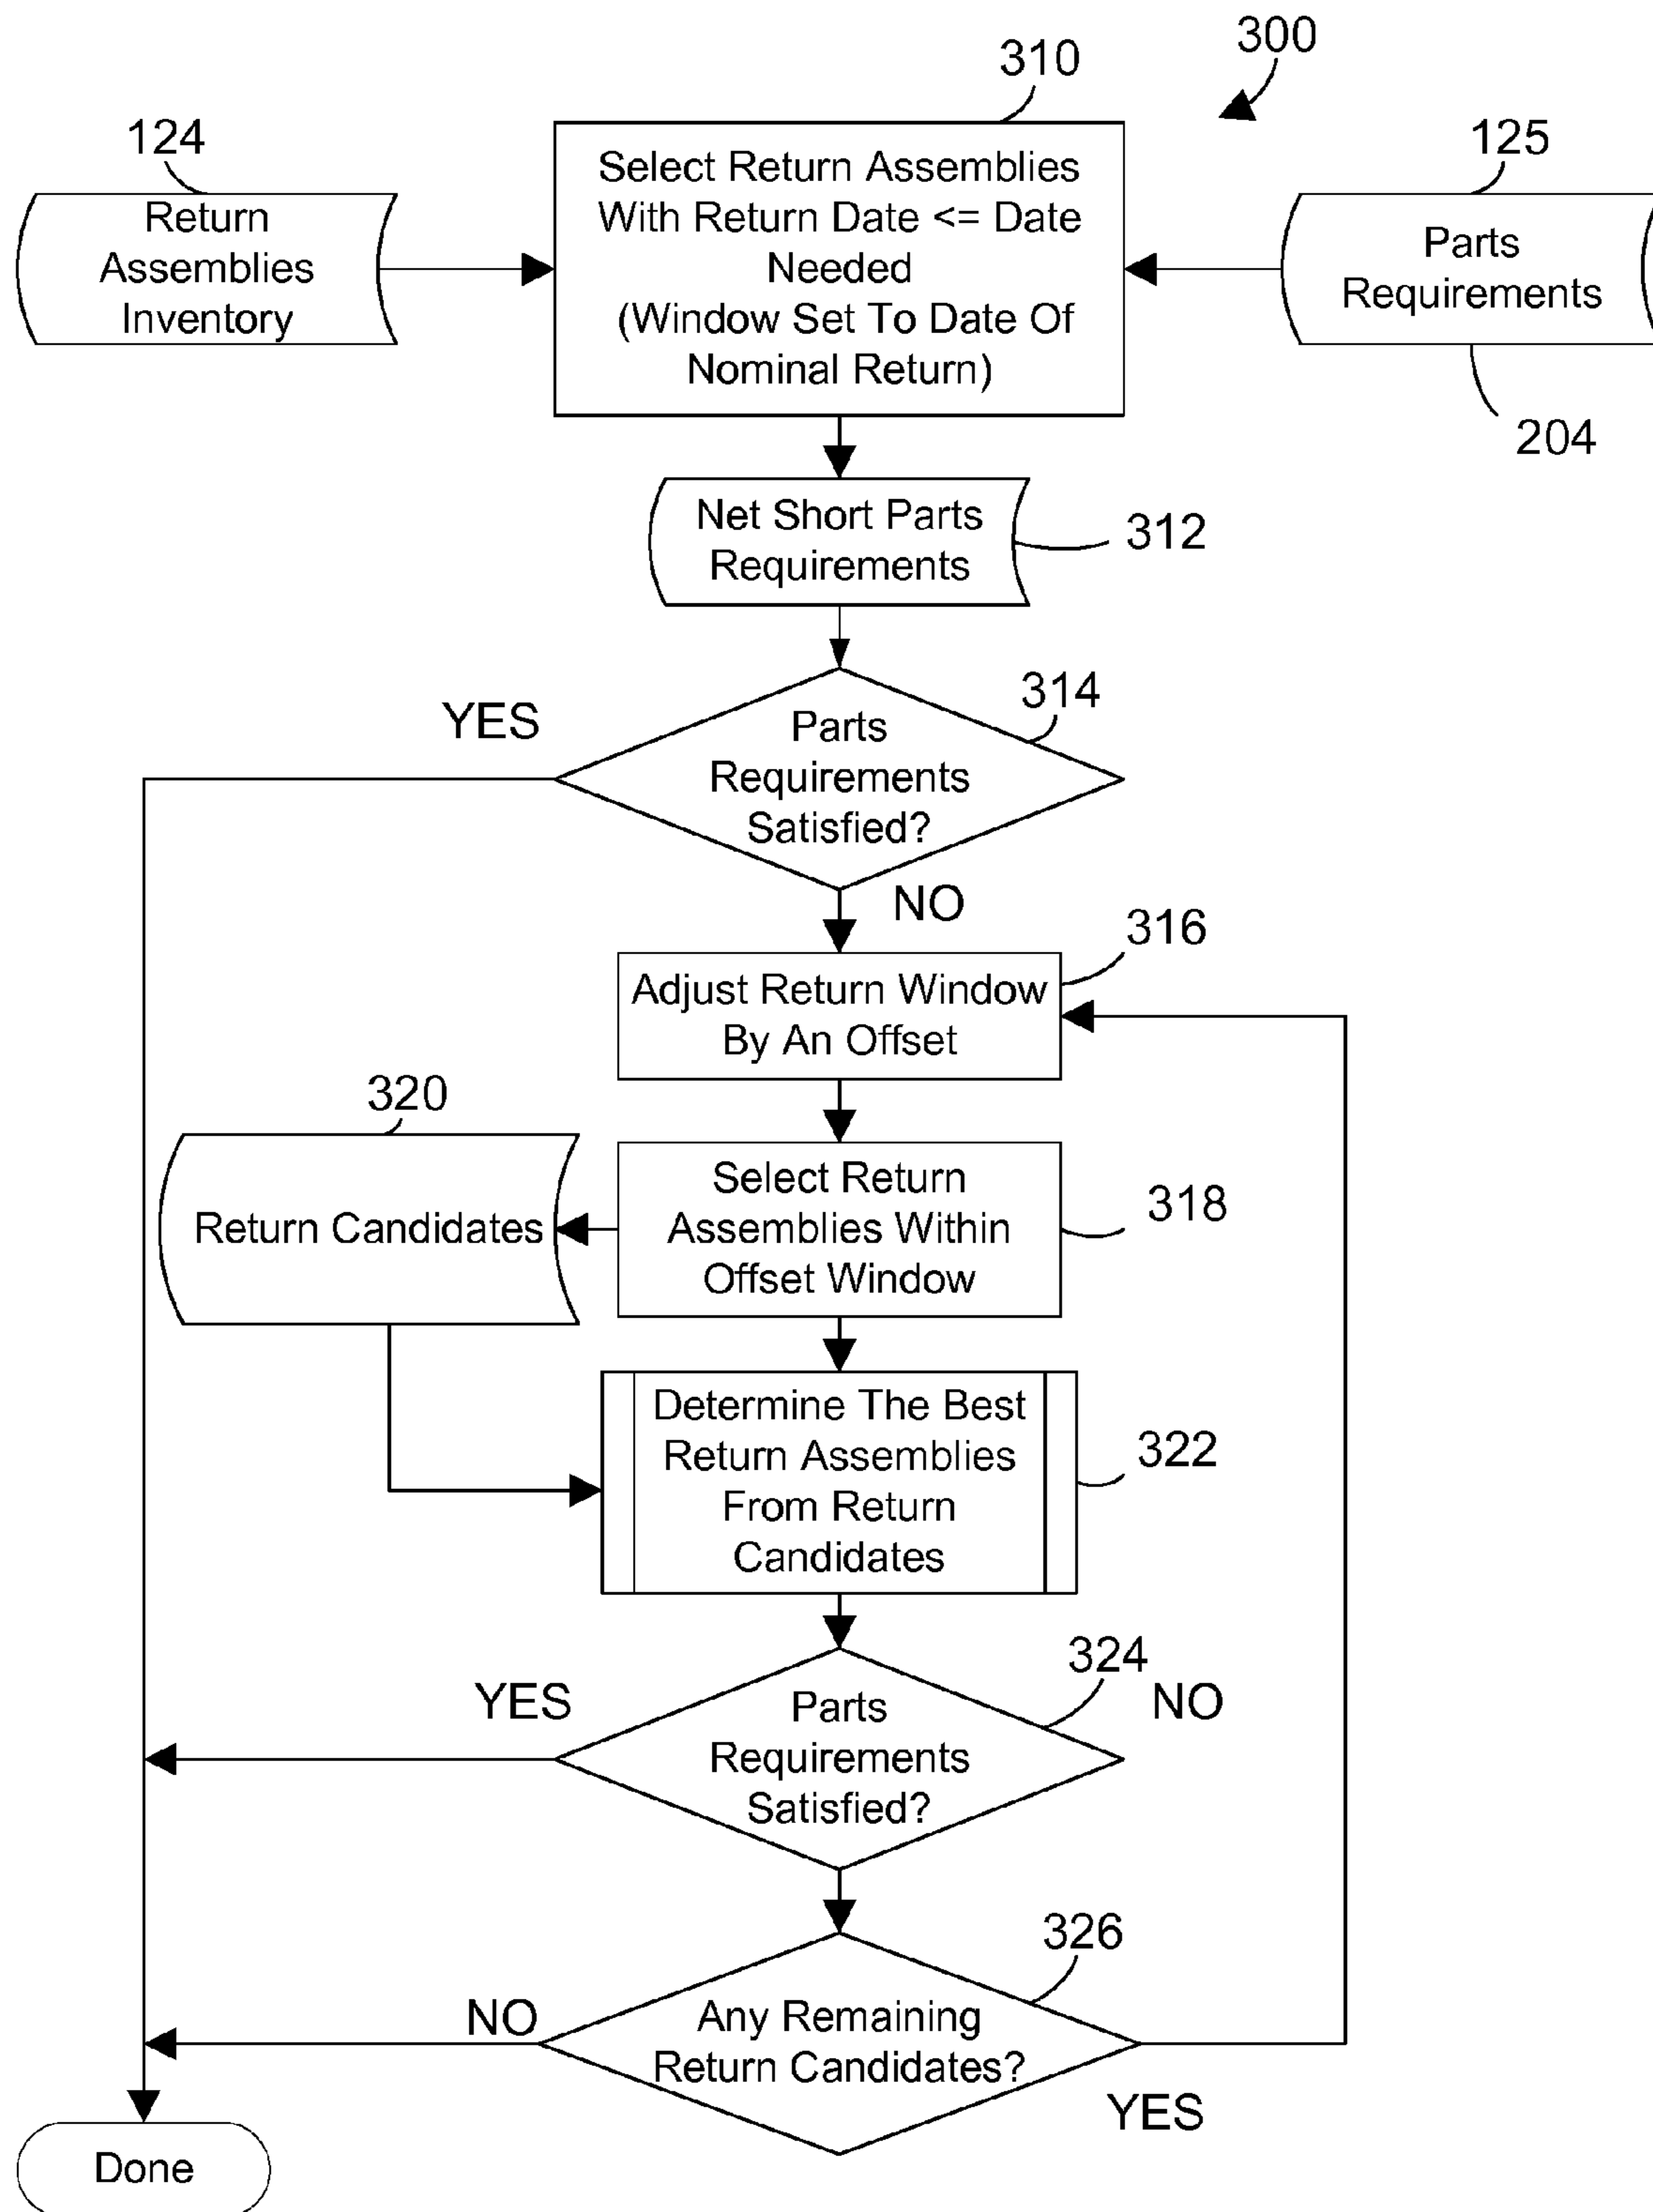 300
310
124
125
Select Return Assemblies
With Return Date <= Date
Needed
(Window Set To Date Of
Nominal Return)
Return
Assemblies
Inventory
Parts
Requirements
204
Net Short Parts
Requirements
312
314
YES
Parts
Requirements
Satisfied?
NO
316
Adjust Return Window
By An Offset
320
Return Candidates
Select Return
Assemblies Within
Offset Window
318
Determine The Best
Return Assemblies
From Return
Candidates
322
324
YES
NO
Parts
Requirements
Satisfied?
326
NO
Any Remaining
Return Candidates?
YES
Done